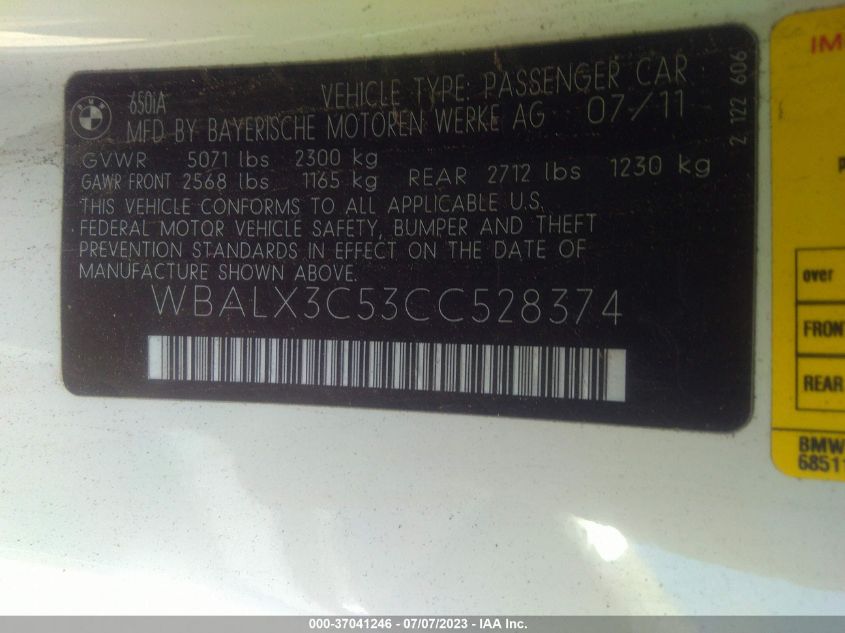 BMW
650iA VEHICLE TYPE: PASSENGER CAR
MFD BY BAYERISCHE MOTOREN WERKE AG 07/11
GVWR 5071 lbs 2300 kg
GAWR FRONT 2568 lbs 1165 kg REAR 2712 lbs 1230 kg
THIS VEHICLE CONFORMS TO ALL APPLICABLE U.S.
FEDERAL MOTOR VEHICLE SAFETY, BUMPER AND THEFT
PREVENTION STANDARDS IN EFFECT ON THE DATE OF
MANUFACTURE SHOWN ABOVE.
WBALX3C53CC528374
2 122 606
IM
over
FRONT
REAR
BMW
68511
000-37041246 - 07/07/2023 - IAA Inc.